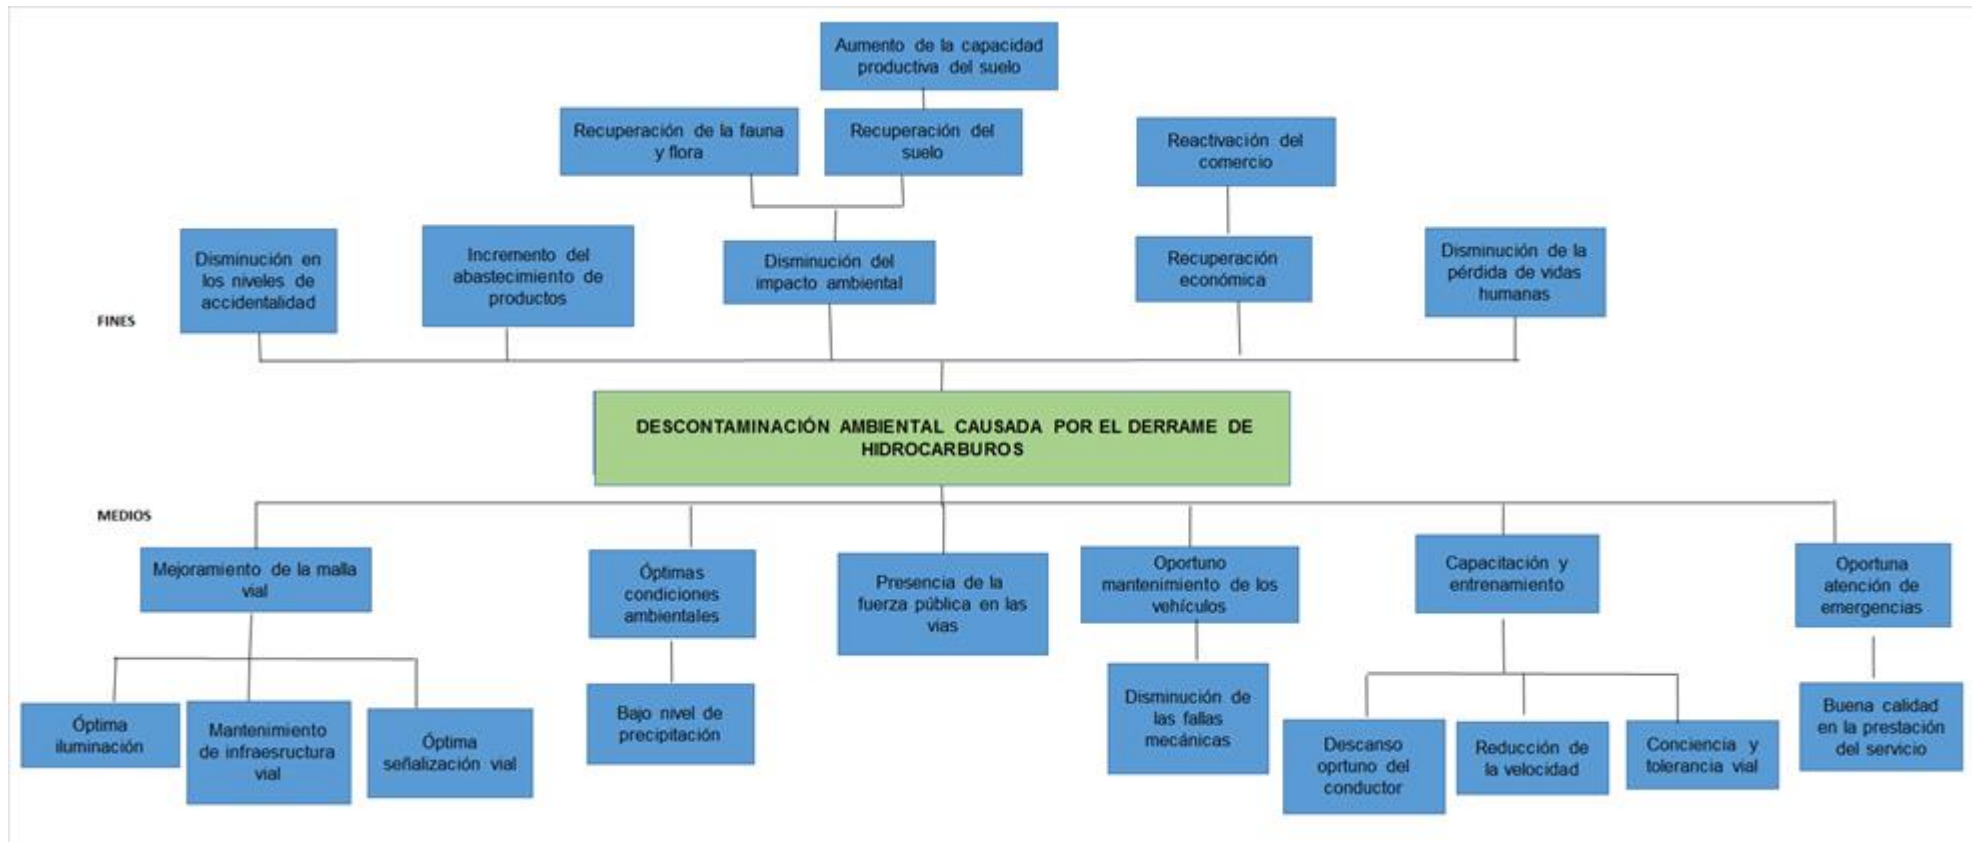 Aumento de la capacidad
productiva del suelo
Recuperación de la fauna
y flora
Recuperación del
suelo
Reactivación del
comercio
Disminución en
los niveles de
accidentalidad
Incremento del
abastecimiento de
productos
Disminución del
impacto ambiental
Recuperación
económica
Disminución de la
pérdida de vidas
humanas
FINES
DESCONTAMINACIÓN AMBIENTAL CAUSADA POR EL DERRAME DE
HIDROCARBUROS
MEDIOS
Mejoramiento de la malla
vial
Óptimas
condiciones
ambientales
Presencia de la
fuerza pública en las
vias
Oportuno
mantenimiento de los
vehículos
Capacitación y
entrenamiento
Oportuna
atención de
emergencias
Óptima
iluminación
Mantenimiento
de infraesructura
vial
Óptima
señalización vial
Bajo nivel de
precipitación
Disminución de
las fallas
mecánicas
Descanso
oprtuno del
conductor
Reducción de
la velocidad
Conciencia y
tolerancia vial
Buena calidad
en la prestación
del servicio